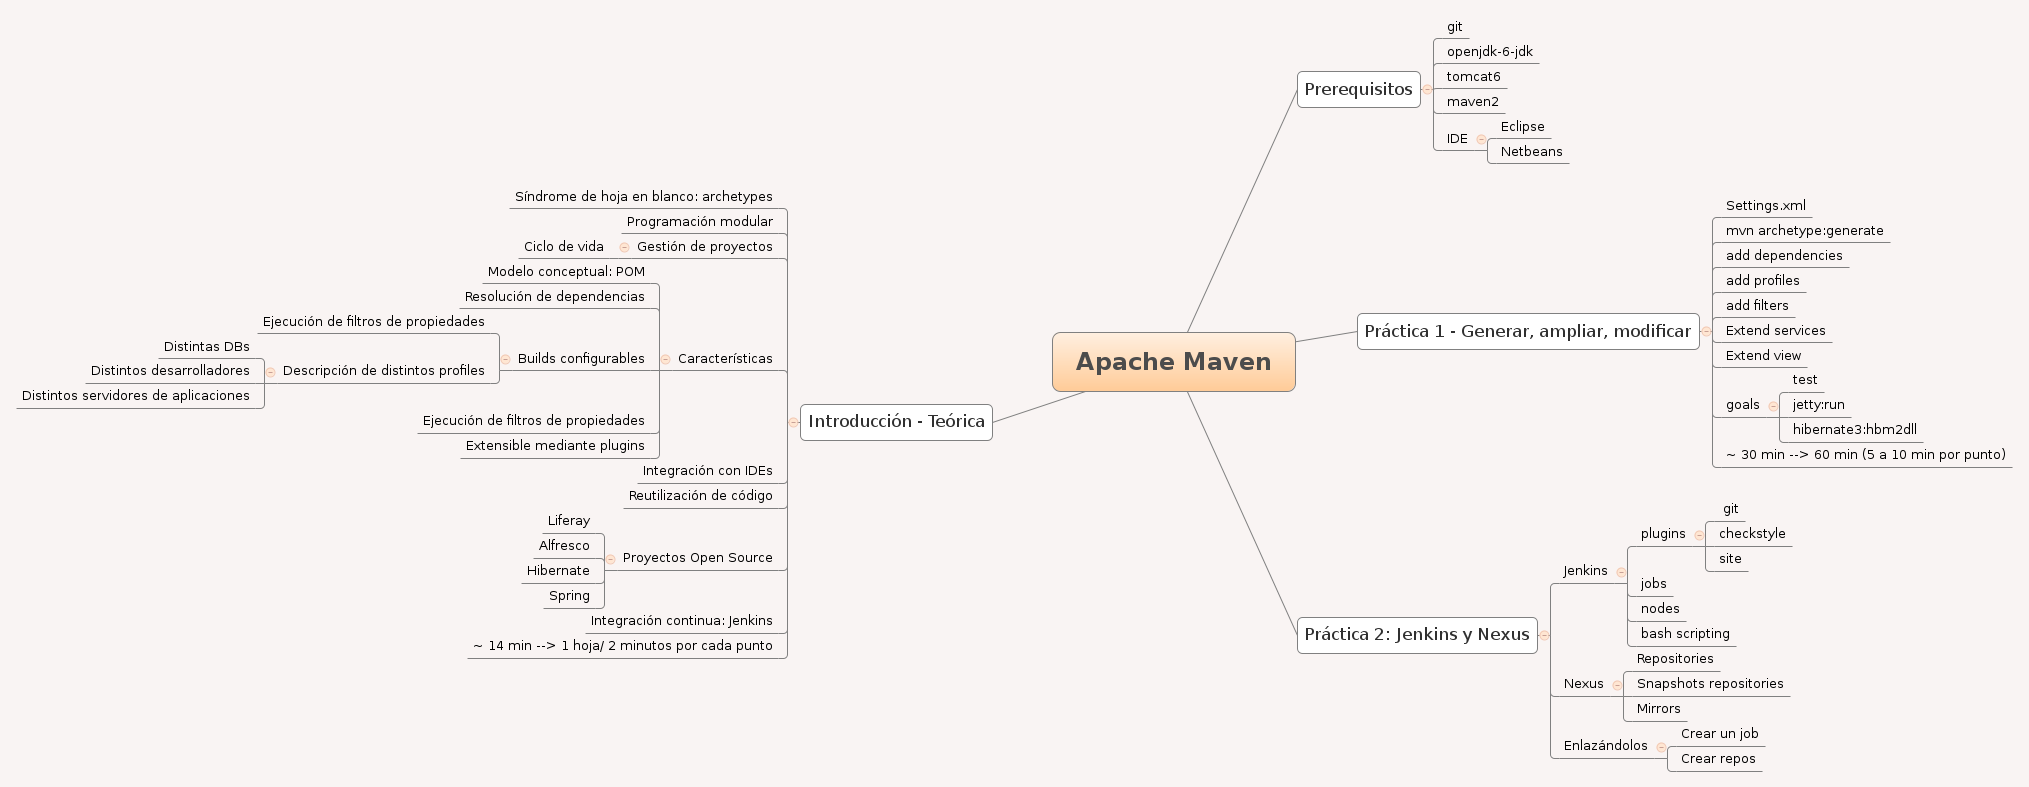 Apache Maven
Prerequisitos
git
openjdk-6-jdk
tomcat6
maven2
IDE
Eclipse
Netbeans
Práctica 1 - Generar, ampliar, modificar
Settings.xml
mvn archetype:generate
add dependencies
add profiles
add filters
Extend services
Extend view
goals
test
jetty:run
hibernate3:hbm2dll
~ 30 min --> 60 min (5 a 10 min por punto)
Práctica 2: Jenkins y Nexus
Jenkins
plugins
git
checkstyle
site
jobs
nodes
bash scripting
Nexus
Repositories
Snapshots repositories
Mirrors
Enlazándolos
Crear un job
Crear repos
Introducción - Teórica
Síndrome de hoja en blanco: archetypes
Programación modular
Gestión de proyectos
Ciclo de vida
Características
Modelo conceptual: POM
Resolución de dependencias
Builds configurables
Ejecución de filtros de propiedades
Descripción de distintos profiles
Distintas DBs
Distintos desarrolladores
Distintos servidores de aplicaciones
Ejecución de filtros de propiedades
Extensible mediante plugins
Integración con IDEs
Reutilización de código
Proyectos Open Source
Liferay
Alfresco
Hibernate
Spring
Integración continua: Jenkins
~ 14 min --> 1 hoja/ 2 minutos por cada punto